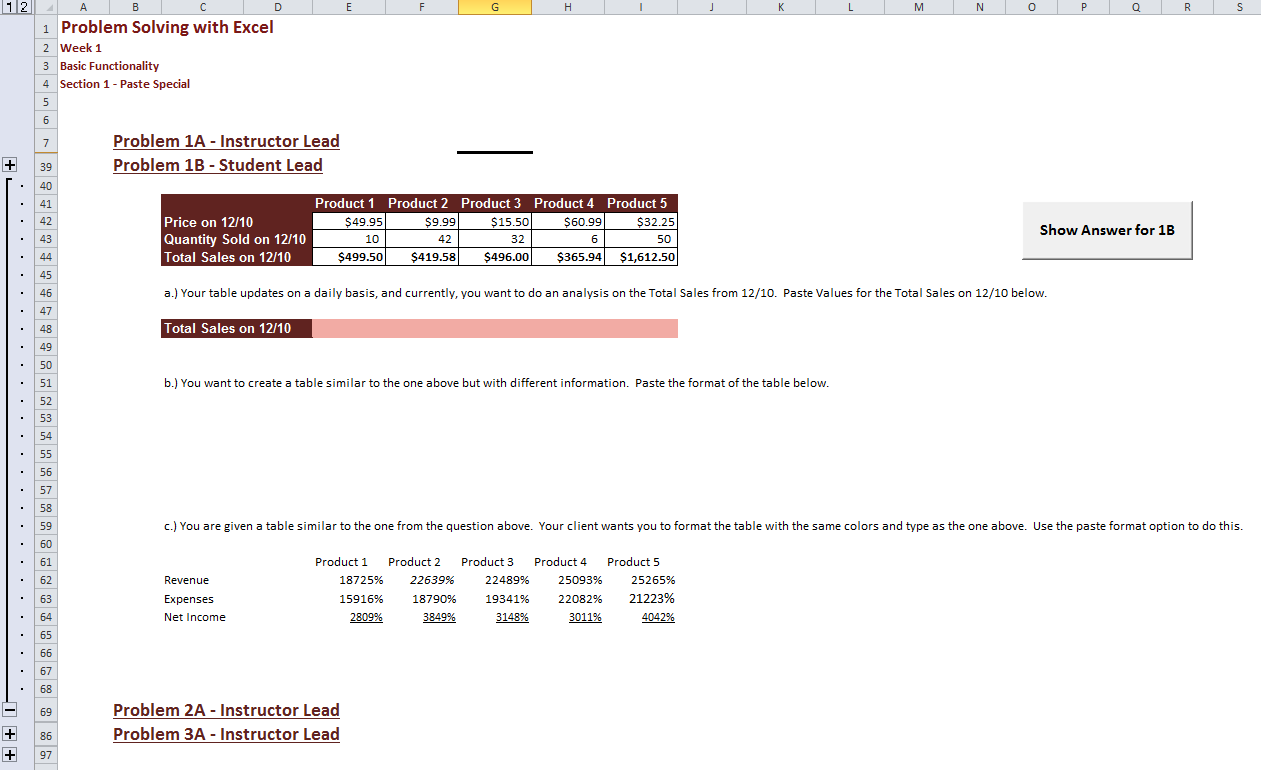 1 2 A B C D E F G H I J K L M N O P Q R S
1 Problem Solving with Excel
2 Week 1
3 Basic Functionality
4 Section 1 - Paste Special
5
6
7 Problem 1A - Instructor Lead
39 Problem 1B - Student Lead
40
41 Product 1 Product 2 Product 3 Product 4 Product 5
42 Price on 12/10 $49.95 $9.99 $15.50 $60.99 $32.25
Show Answer for 1B
43 Quantity Sold on 12/10 10 42 32 6 50
44 Total Sales on 12/10 $499.50 $419.58 $496.00 $365.94 $1,612.50
45
46 a.) Your table updates on a daily basis, and currently, you want to do an analysis on the Total Sales from 12/10. Paste Values for the Total Sales on 12/10 below.
47
48 Total Sales on 12/10
49
50
51 b.) You want to create a table similar to the one above but with different information. Paste the format of the table below.
52
53
54
55
56
57
58
59 c.) You are given a table similar to the one from the question above. Your client wants you to format the table with the same colors and type as the one above. Use the paste format option to do this.
60
61 Product 1 Product 2 Product 3 Product 4 Product 5
62 Revenue 18725% 22639% 22489% 25093% 25265%
63 Expenses 15916% 18790% 19341% 22082% 21223%
64 Net Income 2809% 3849% 3148% 3011% 4042%
65
66
67
68
69 Problem 2A - Instructor Lead
86 Problem 3A - Instructor Lead
97